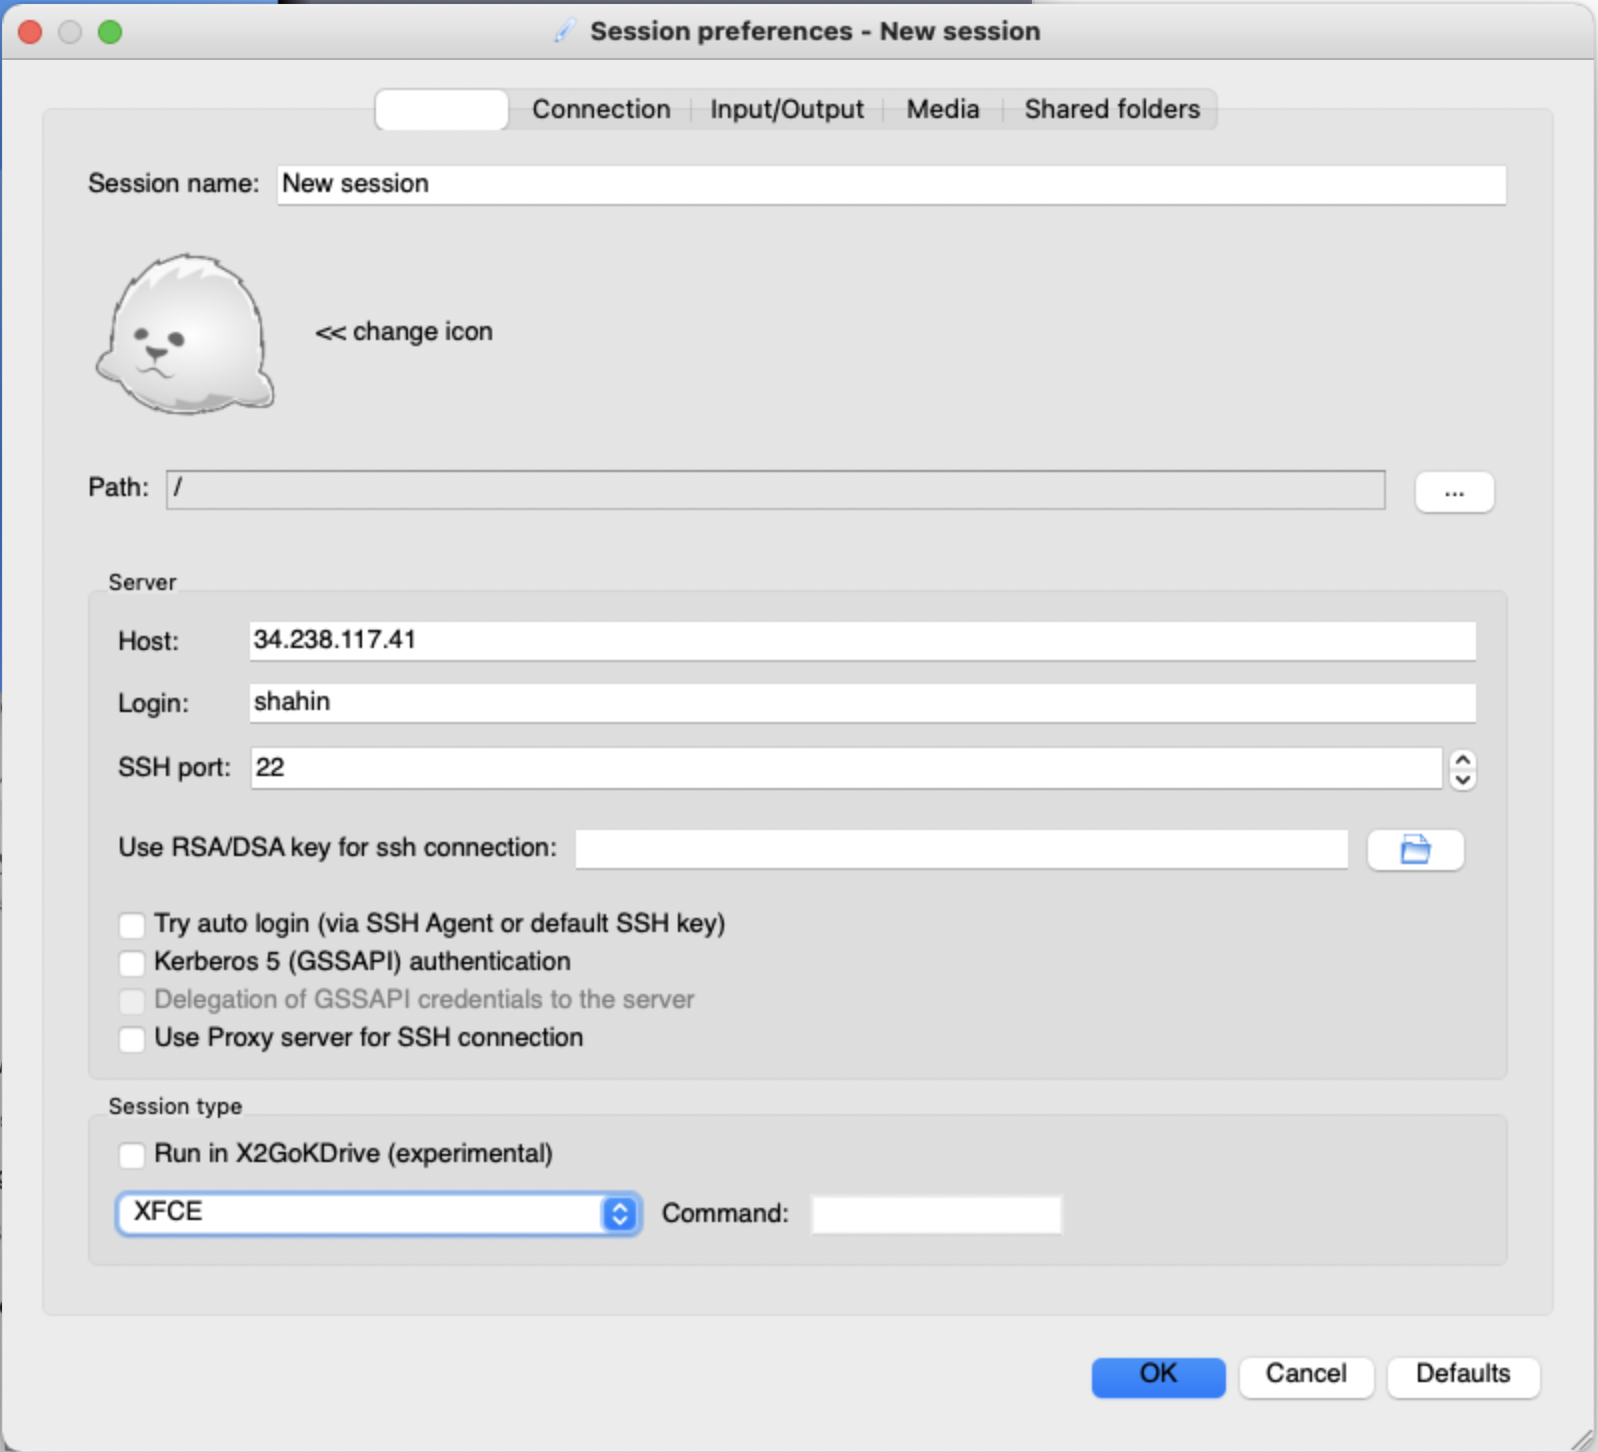 Session preferences - New session
Connection Input/Output Media Shared folders
Session name: New session
<< change icon
Path: / ...
Server
Host: 34.238.117.41
Login: shahin
SSH port: 22
Use RSA/DSA key for ssh connection:
Try auto login (via SSH Agent or default SSH key)
Kerberos 5 (GSSAPI) authentication
Delegation of GSSAPI credentials to the server
Use Proxy server for SSH connection
Session type
Run in X2GoKDrive (experimental)
XFCE Command:
OK Cancel Defaults